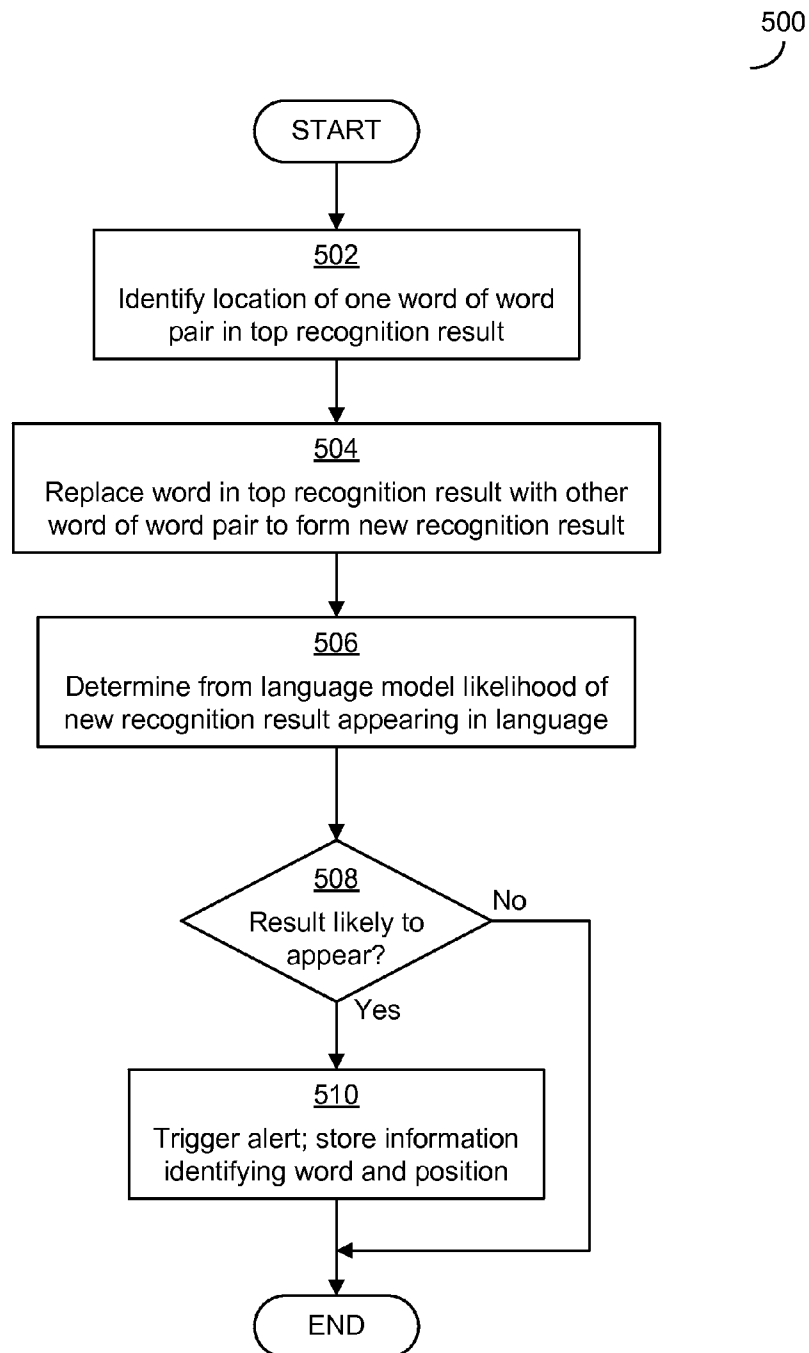 500
START
502
Identify location of one word of word
pair in top recognition result
504
Replace word in top recognition result with other
word of word pair to form new recognition result
506
Determine from language model likelihood of
new recognition result appearing in language
508
Result likely to
appear?
No
Yes
510
Trigger alert; store information
identifying word and position
END